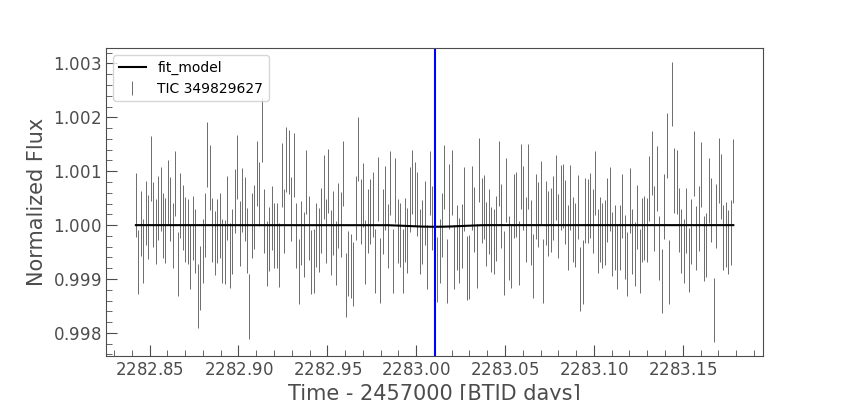 fit_model
TIC 349829627
1.003
1.002
1.001
1.000
0.999
0.998
Normalized Flux
2282.85 2282.90 2282.95 2283.00 2283.05 2283.10 2283.15
Time - 2457000 [BTJD days]